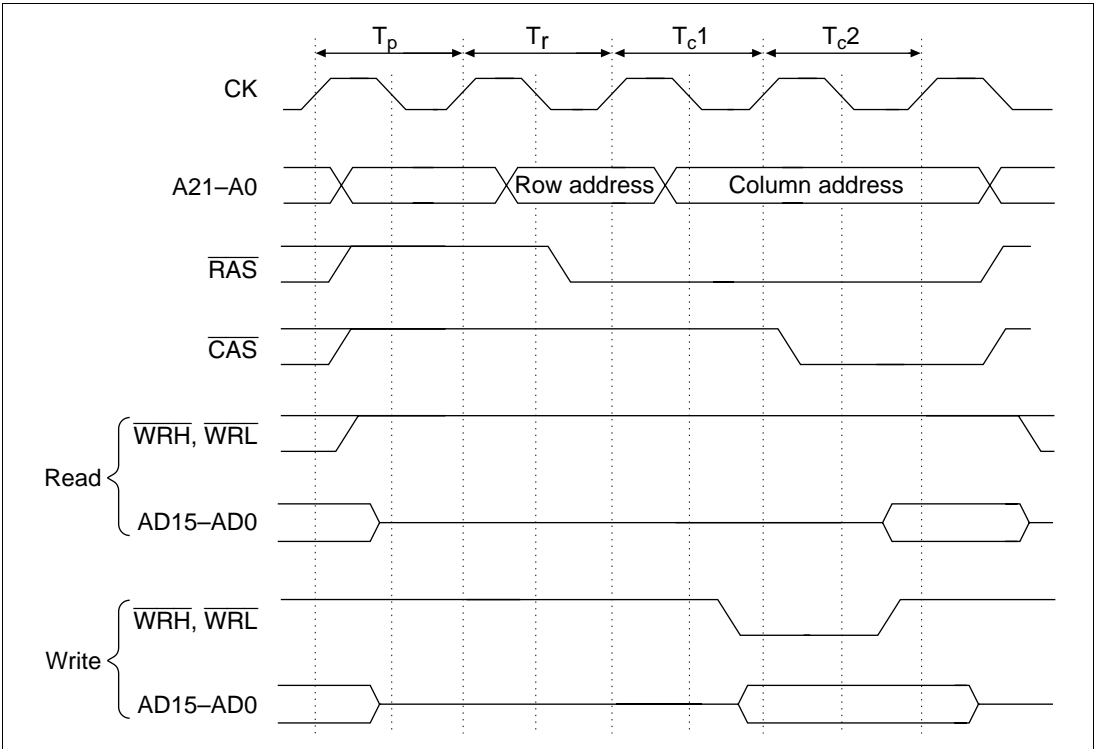 Tp Tr Tc1 Tc2
CK
A21–A0 Row address Column address
RAS
CAS
WRH, WRL
Read
AD15–AD0
WRH, WRL
Write
AD15–AD0